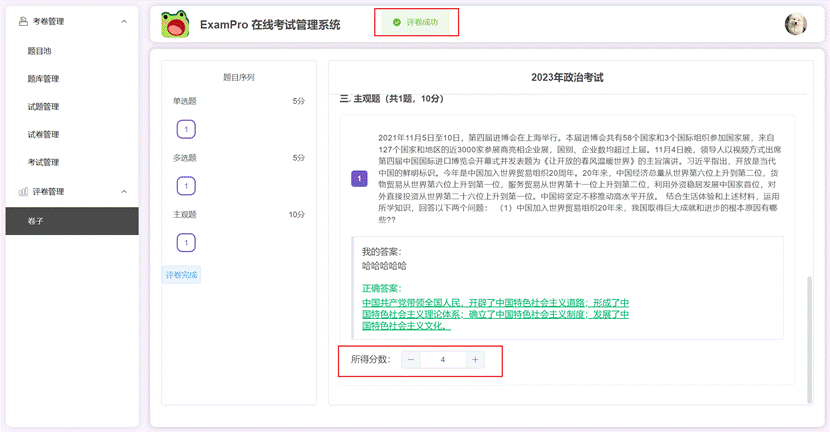 考卷管理
题目池
题库管理
试题管理
试卷管理
考试管理
评卷管理
卷子
ExamPro 在线考试管理系统
评卷成功
题目序列
单选题 5分
1
多选题 5分
1
主观题 10分
1
评卷完成
2023年政治考试
三. 主观题（共1题，10分）
1
2021年11月5日至10日，第四届进博会在上海举行。本届进博会共有58个国家和3个国际组织参加国家展，来自
127个国家和地区的近3000家参展商亮相企业展，国别、企业数均超过上届。11月4日晚，领导人以视频方式出席
第四届中国国际进口博览会开幕式并发表题为《让开放的春风温暖世界》的主旨演讲。习近平指出，开放是当代
中国的鲜明标识。今年是中国加入世界贸易组织20周年。20年来，中国经济总量从世界第六位上升到第二位，货
物贸易从世界第六位上升到第一位，服务贸易从世界第十一位上升到第二位，利用外资稳居发展中国家首位，对
外直接投资从世界第二十六位上升到第一位。中国将坚定不移推动高水平开放。 结合生活体验和上述材料，运用
所学知识，回答以下两个问题： （1）中国加入世界贸易组织20年来，我国取得巨大成就和进步的根本原因有哪
些??
我的答案：
哈哈哈哈哈
正确答案：
中国共产党带领全国人民，开辟了中国特色社会主义道路；形成了中
国特色社会主义理论体系；确立了中国特色社会主义制度；发展了中
国特色社会主义文化。
所得分数： － 4 ＋